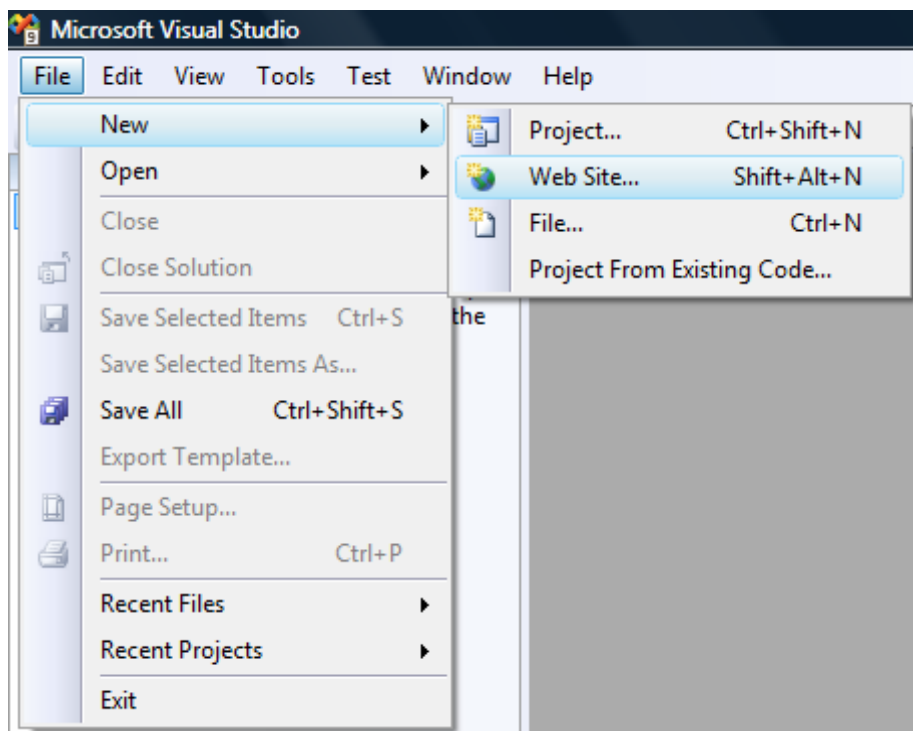 9 Microsoft Visual Studio
File Edit View Tools Test Window Help
New
Project... Ctrl+Shift+N
Open
Web Site... Shift+Alt+N
Close
File... Ctrl+N
Close Solution
Project From Existing Code...
Save Selected Items Ctrl+S
the
Save Selected Items As...
Save All Ctrl+Shift+S
Export Template...
Page Setup...
Print... Ctrl+P
Recent Files
Recent Projects
Exit